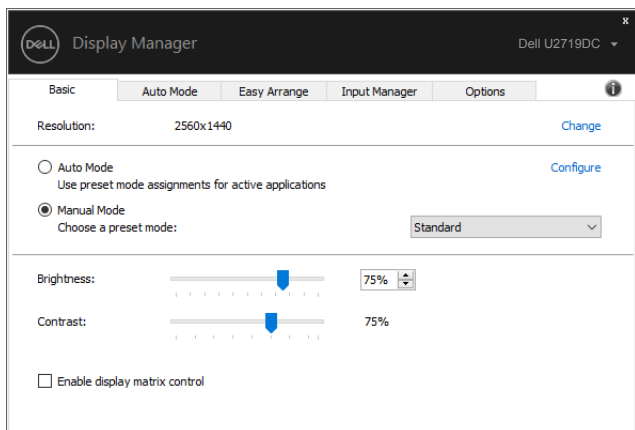 x
DELL Display Manager Dell U2719DC
Basic Auto Mode Easy Arrange Input Manager Options i
Resolution: 2560x1440 Change
Auto Mode Configure
Use preset mode assignments for active applications
Manual Mode
Choose a preset mode: Standard
Brightness: 75%
Contrast: 75%
Enable display matrix control